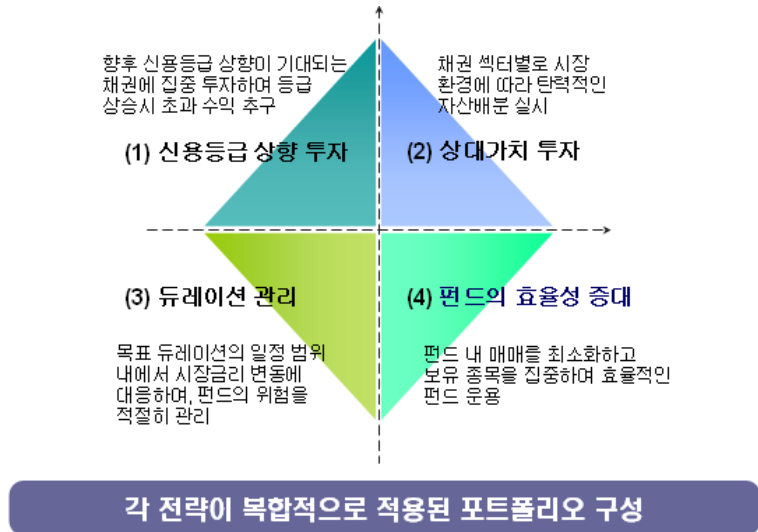 향후 신용등급 상향이 기대되는
채권에 집중 투자하며 등급
상승시 초과 수익 추구
(1) 신용등급 상향 투자
채권 섹터별로 시장
환경에 따라 탄력적인
자산배분 실시
(2) 상대가치 투자
(3) 듀레이션 관리
목표 듀레이션의 일정 범위
내에서 시장금리 변동에
대응하며, 펀드의 위험을
적절히 관리
(4) 펀드의 효율성 증대
펀드 내 매매를 최소화하고
보유 종목을 집중하여 효율적인
펀드 운용
각 전략이 복합적으로 적용된 포트폴리오 구성